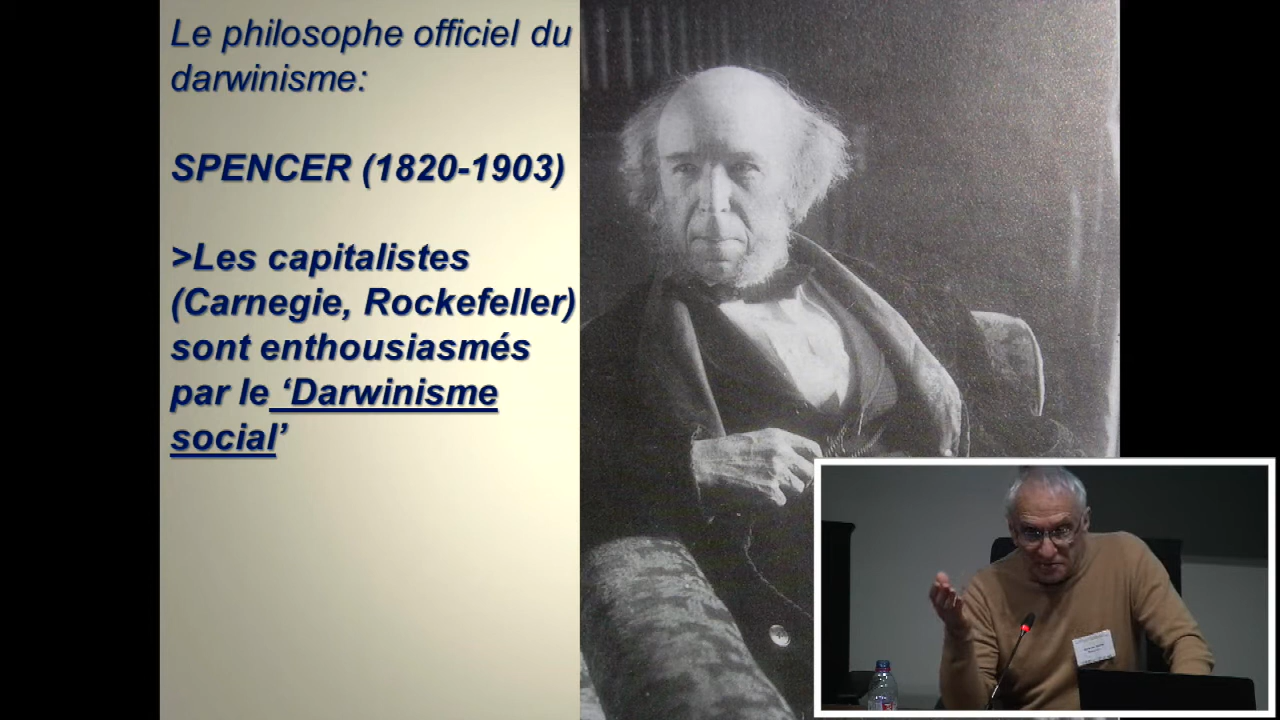 Le philosophe officiel du
darwinisme:
SPENCER (1820-1903)
>Les capitalistes
(Carnegie, Rockefeller)
sont enthousiasmés
par le ‘Darwinisme
social’